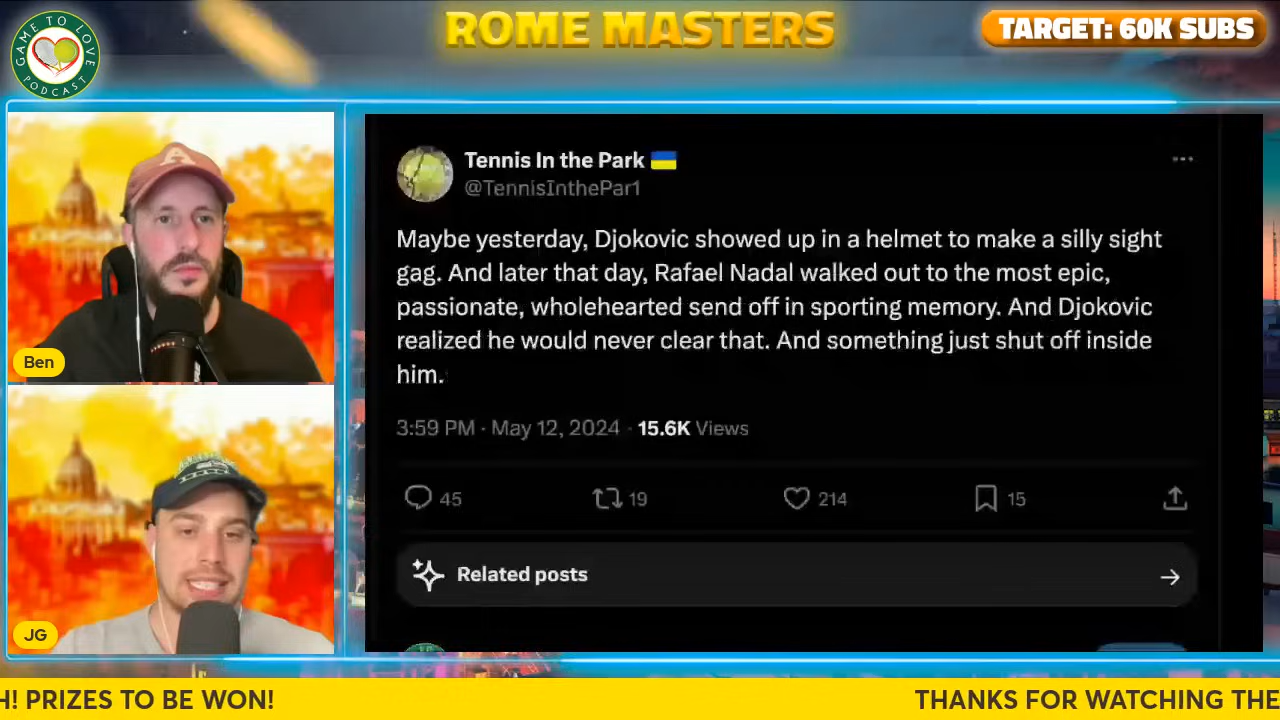 GAME TO LOVE
PODCAST
ROME MASTERS
TARGET: 60K SUBS
Ben
JG
Tennis In the Park 🇺🇦
@TennisInthePar1
Maybe yesterday, Djokovic showed up in a helmet to make a silly sight
gag. And later that day, Rafael Nadal walked out to the most epic,
passionate, wholehearted send off in sporting memory. And Djokovic
realized he would never clear that. And something just shut off inside
him.
3:59 PM · May 12, 2024 · 15.6K Views
45 19 214 15
Related posts
H! PRIZES TO BE WON! THANKS FOR WATCHING THE